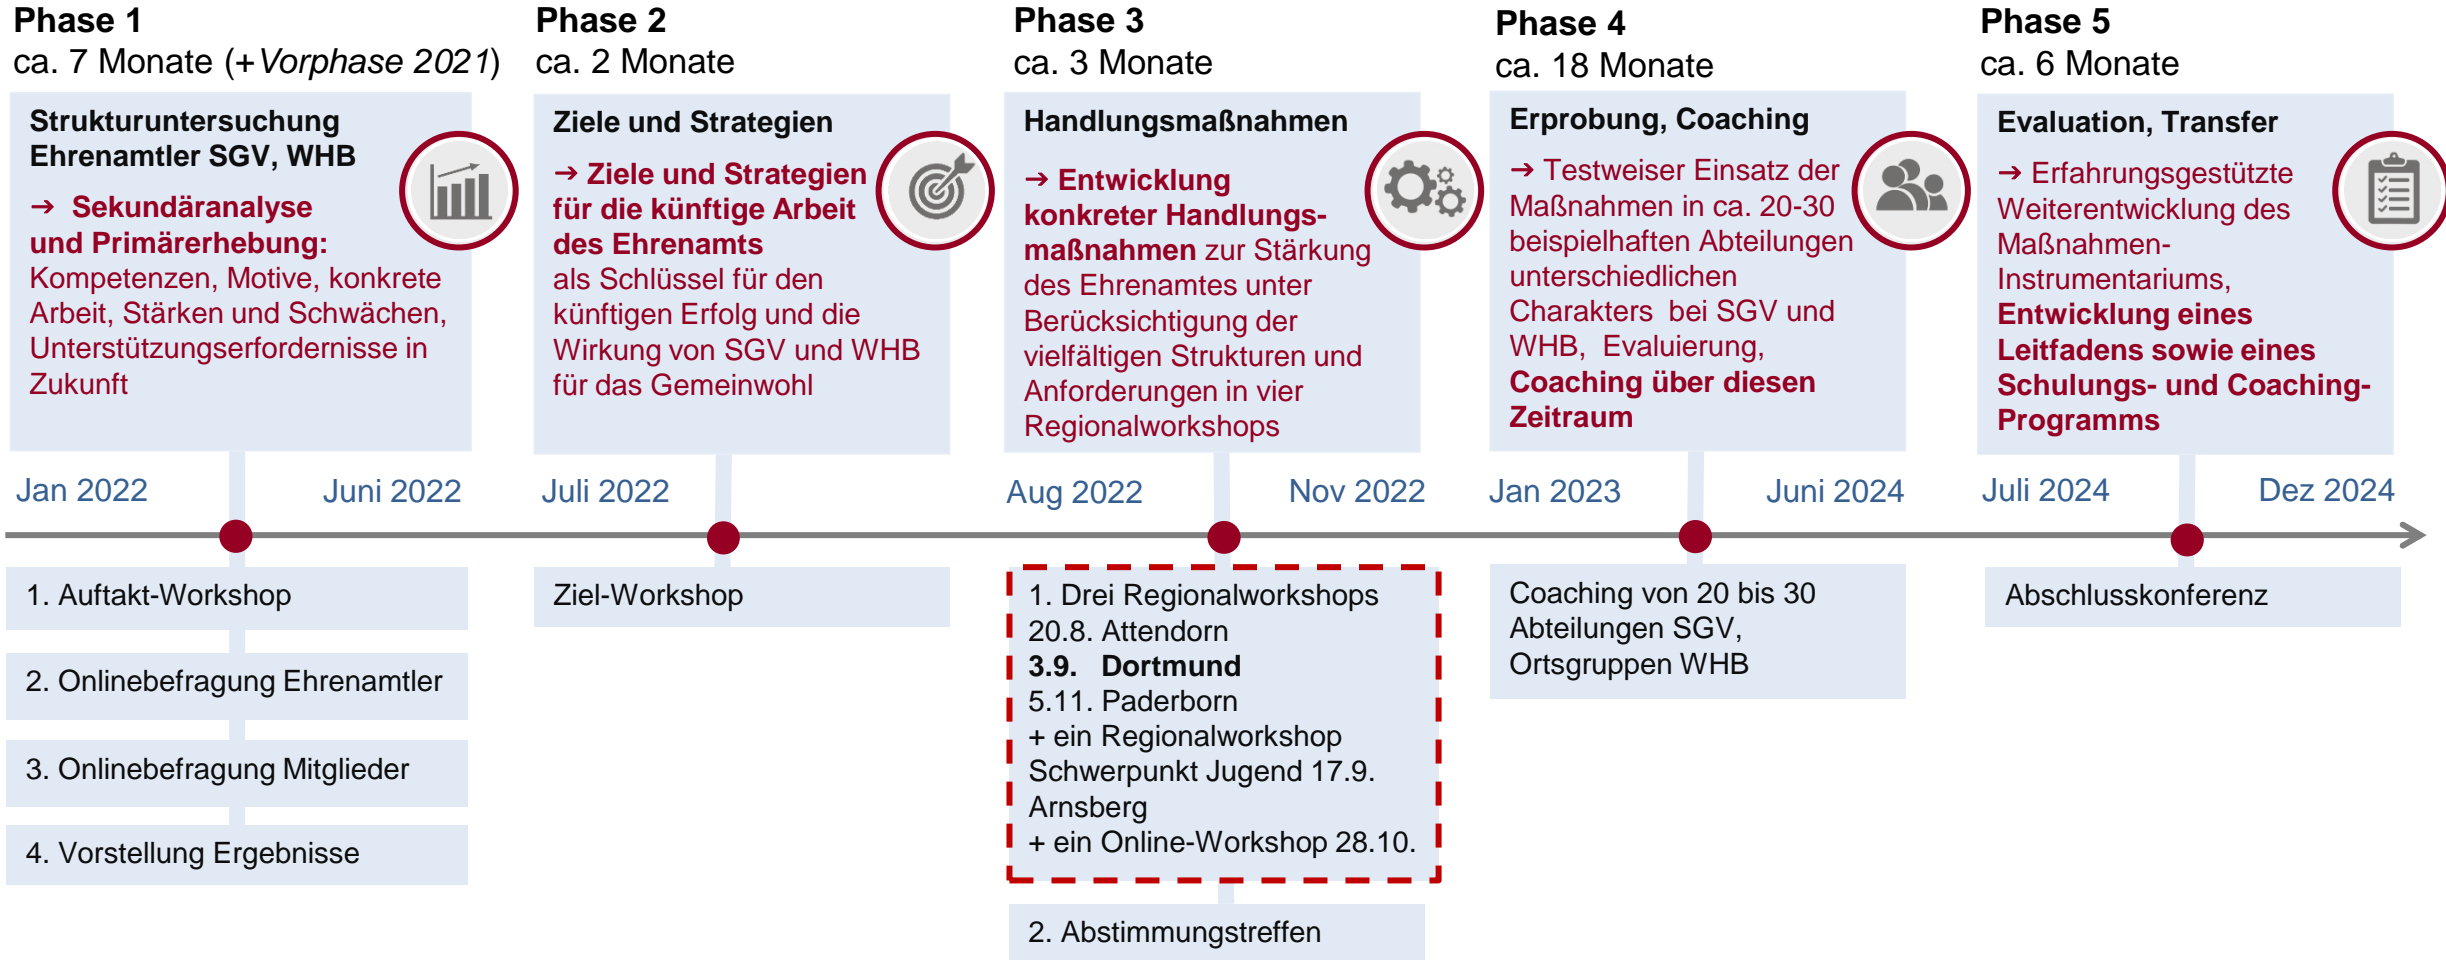 Phase 1
ca. 7 Monate (+Vorphase 2021)
Strukturuntersuchung
Ehrenamtler SGV, WHB
→ Sekundäranalyse
und Primärerhebung:
Kompetenzen, Motive, konkrete
Arbeit, Stärken und Schwächen,
Unterstützungserfordernisse in
Zukunft
Jan 2022
Juni 2022
1. Auftakt-Workshop
2. Onlinebefragung Ehrenamtler
3. Onlinebefragung Mitglieder
4. Vorstellung Ergebnisse
Phase 2
ca. 2 Monate
Ziele und Strategien
→ Ziele und Strategien
für die künftige Arbeit
des Ehrenamts
als Schlüssel für den
künftigen Erfolg und die
Wirkung von SGV und WHB
für das Gemeinwohl
Juli 2022
Ziel-Workshop
Phase 3
ca. 3 Monate
Handlungsmaßnahmen
→ Entwicklung
konkreter Handlungs-
maßnahmen zur Stärkung
des Ehrenamtes unter
Berücksichtigung der
vielfältigen Strukturen und
Anforderungen in vier
Regionalworkshops
Aug 2022
Nov 2022
1. Drei Regionalworkshops
20.8. Attendorn
3.9. Dortmund
5.11. Paderborn
+ ein Regionalworkshop
Schwerpunkt Jugend 17.9.
Arnsberg
+ ein Online-Workshop 28.10.
2. Abstimmungstreffen
Phase 4
ca. 18 Monate
Erprobung, Coaching
→ Testweiser Einsatz der
Maßnahmen in ca. 20-30
beispielhaften Abteilungen
unterschiedlichen
Charakters bei SGV und
WHB, Evaluierung,
Coaching über diesen
Zeitraum
Jan 2023
Juni 2024
Coaching von 20 bis 30
Abteilungen SGV,
Ortsgruppen WHB
Phase 5
ca. 6 Monate
Evaluation, Transfer
→ Erfahrungsgestützte
Weiterentwicklung des
Maßnahmen-
Instrumentariums,
Entwicklung eines
Leitfadens sowie eines
Schulungs- und Coaching-
Programms
Juli 2024
Dez 2024
Abschlusskonferenz